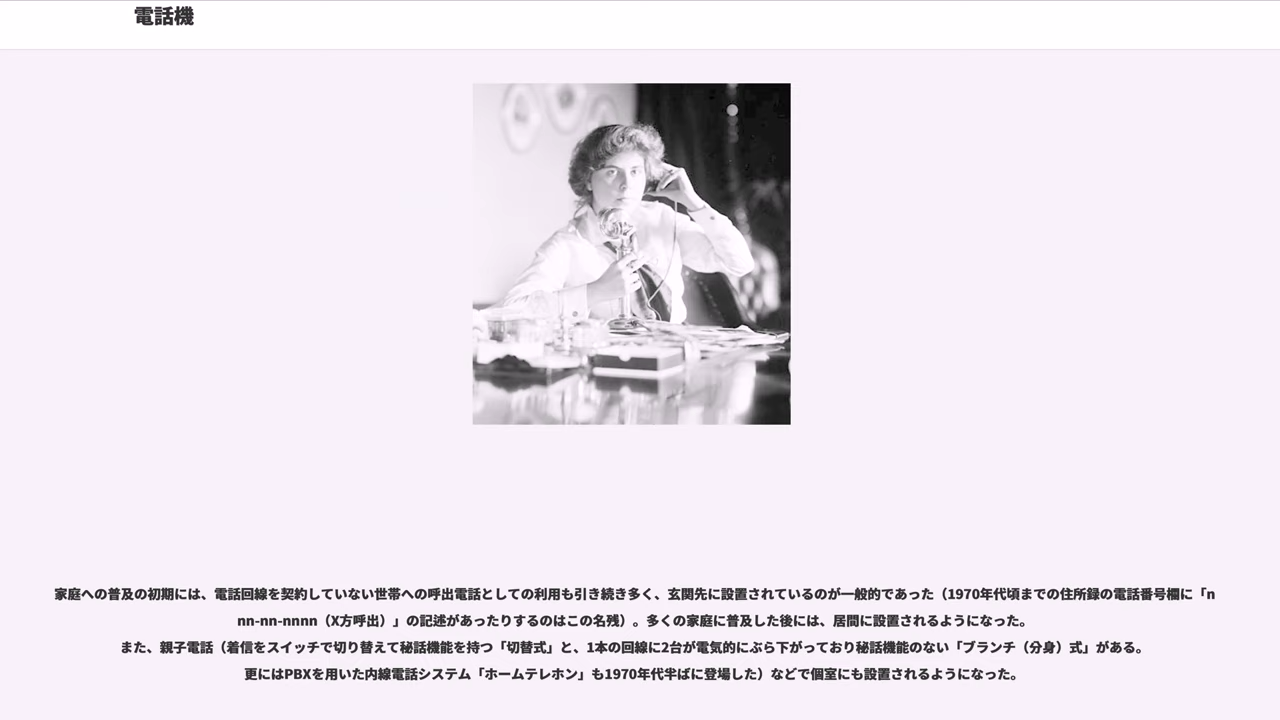 電話機
家庭への普及の初期には、電話回線を契約していない世帯への呼出電話としての利用も引き続き多く、玄関先に設置されているのが一般的であった（1970年代頃までの住所録の電話番号欄に「n
nn-nn-nnnn（X方呼出）」の記述があったりするのはこの名残）。多くの家庭に普及した後には、居間に設置されるようになった。
また、親子電話（着信をスイッチで切り替えて秘話機能を持つ「切替式」と、1本の回線に2台が電気的にぶら下がっており秘話機能のない「ブランチ（分身）式」がある。
更にはPBXを用いた内線電話システム「ホームテレホン」も1970年代半ばに登場した）などで個室にも設置されるようになった。